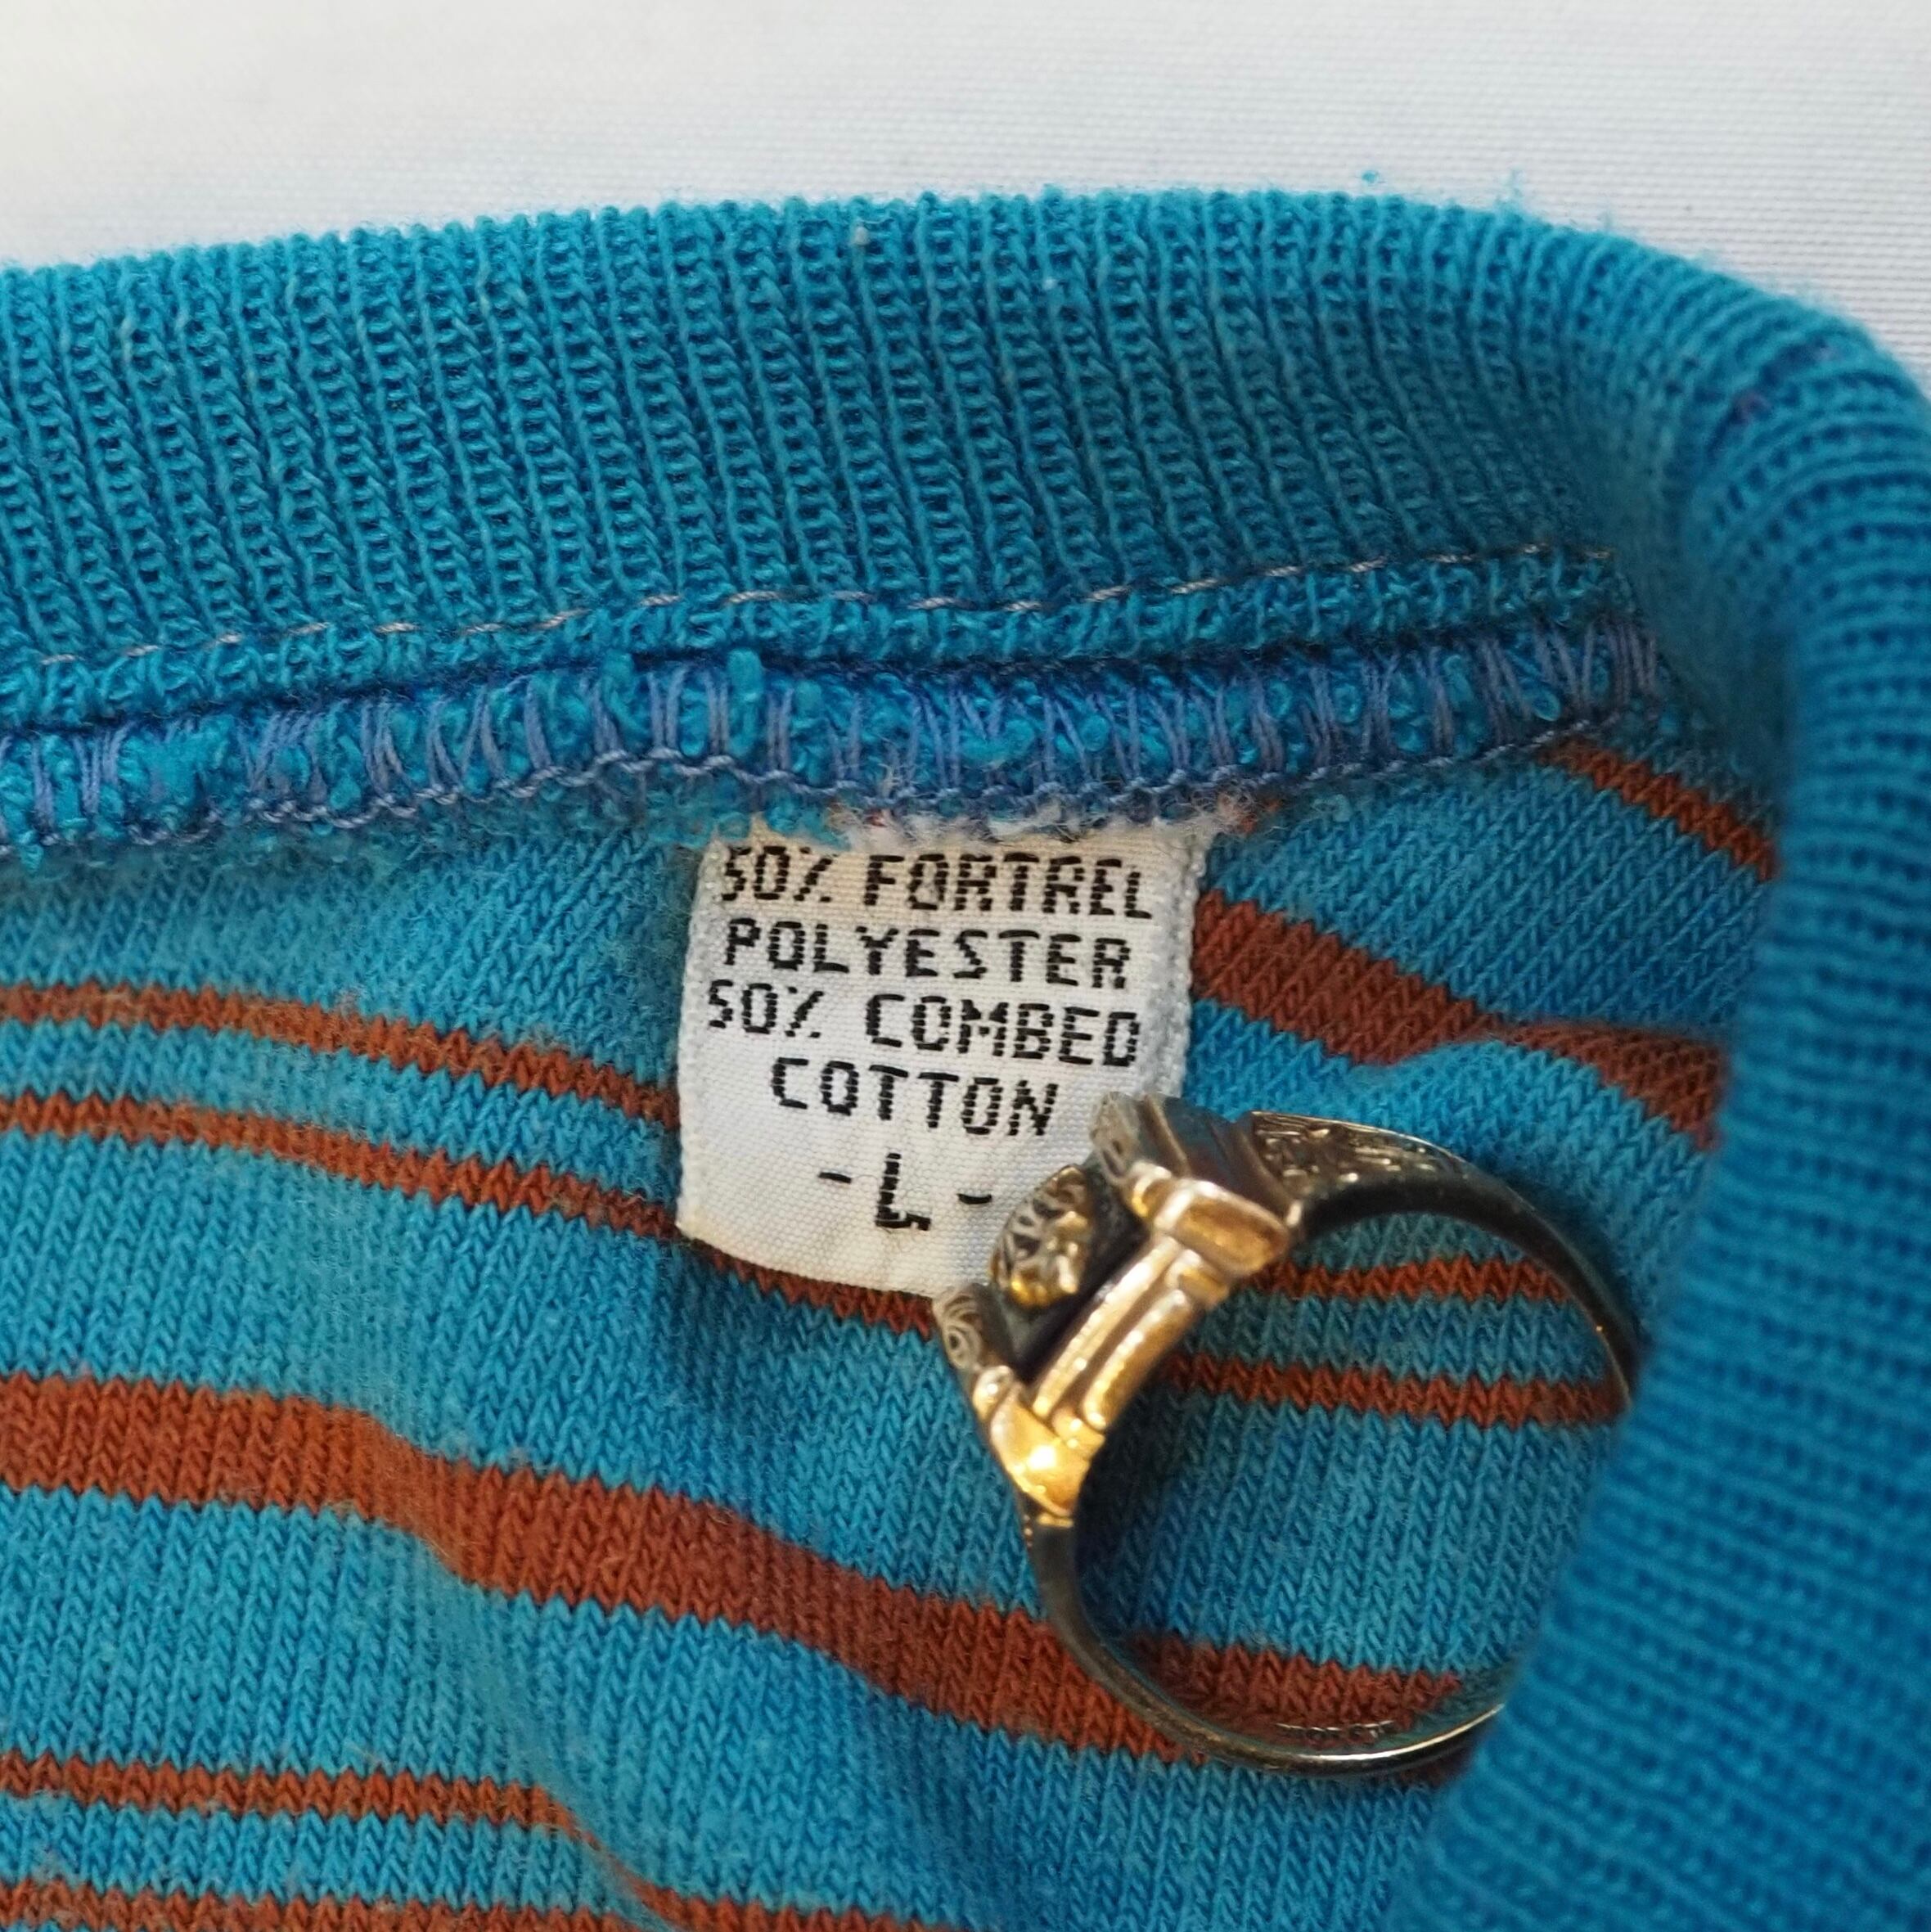 50% FORTREL
POLYESTER
50% COMBED
COTTON
- L -